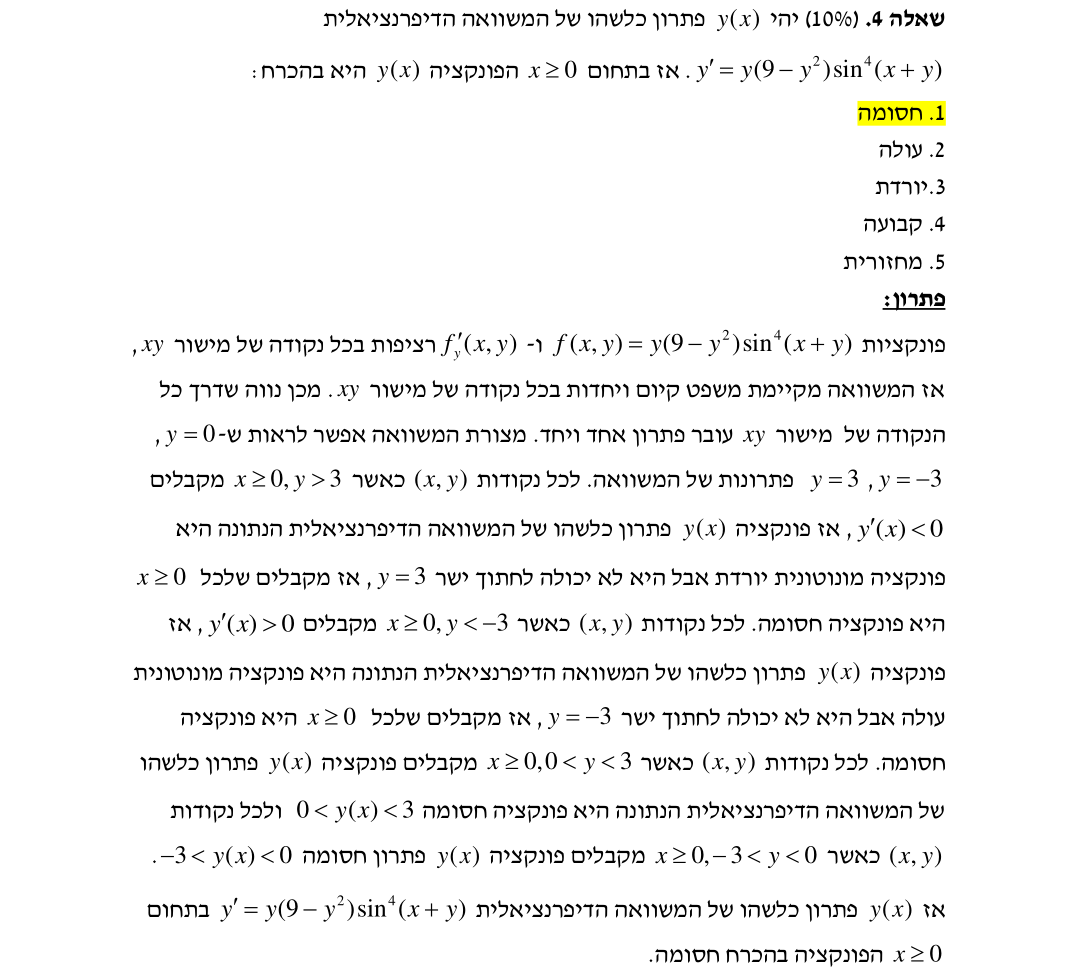 שאלה 4. (10%) יהי y(x) פתרון כלשהו של המשוואה הדיפרנציאלית
y′ = y(9 − y²)sin⁴(x + y) . אז בתחום x ≥ 0 הפונקציה y(x) היא בהכרח:
1. חסומה
2. עולה
3.יורדת
4. קבועה
5. מחזורית
פתרון:
פונקציות f(x, y) = y(9 − y²)sin⁴(x + y) ו- f′y(x, y) רציפות בכל נקודה של מישור xy,
אז המשוואה מקיימת משפט קיום ויחדות בכל נקודה של מישור xy. מכן נווה שדרך כל
הנקודה של מישור xy עובר פתרון אחד ויחד. מצורת המשוואה אפשר לראות ש-y = 0,
y = 3 , y = −3 פתרונות של המשוואה. לכל נקודות (x, y) כאשר x ≥ 0, y > 3 מקבלים
y′(x) < 0, אז פונקציה y(x) פתרון כלשהו של המשוואה הדיפרנציאלית הנתונה היא
פונקציה מונוטונית יורדת אבל היא לא יכולה לחתוך ישר y = 3, אז מקבלים שלכל x ≥ 0
היא פונקציה חסומה. לכל נקודות (x, y) כאשר x ≥ 0, y < −3 מקבלים y′(x) > 0, אז
פונקציה y(x) פתרון כלשהו של המשוואה הדיפרנציאלית הנתונה היא פונקציה מונוטונית
עולה אבל היא לא יכולה לחתוך ישר y = −3, אז מקבלים שלכל x ≥ 0 היא פונקציה
חסומה. לכל נקודות (x, y) כאשר x ≥ 0,0 < y < 3 מקבלים פונקציה y(x) פתרון כלשהו
של המשוואה הדיפרנציאלית הנתונה היא פונקציה חסומה 0 < y(x) < 3 ולכל נקודות
(x, y) כאשר x ≥ 0,−3 < y < 0 מקבלים פונקציה y(x) פתרון חסומה −3 < y(x) < 0.
אז y(x) פתרון כלשהו של המשוואה הדיפרנציאלית y′ = y(9 − y²)sin⁴(x + y) בתחום
x ≥ 0 הפונקציה בהכרח חסומה.